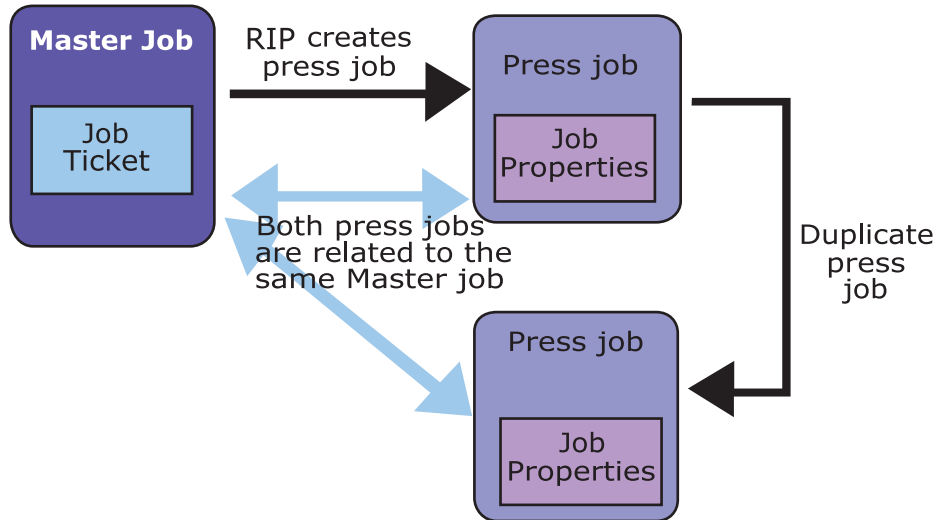 Master Job
Job
Ticket
RIP creates
press job
Press job
Job
Properties
Both press jobs
are related to the
same Master job
Duplicate
press
job
Press job
Job
Properties